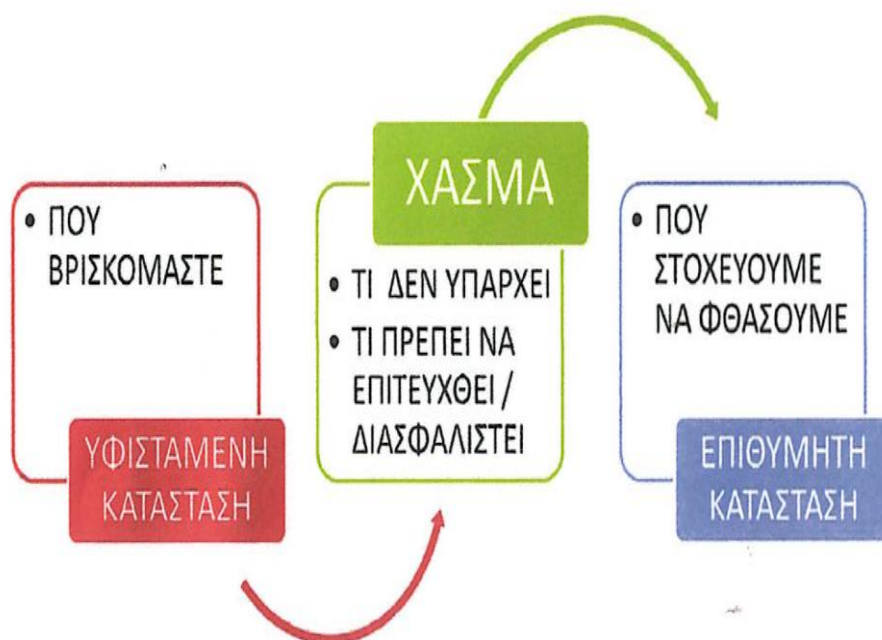 • ΠΟΥ
ΒΡΙΣΚΟΜΑΣΤΕ
ΥΦΙΣΤΑΜΕΝΗ
ΚΑΤΑΣΤΑΣΗ
ΧΑΣΜΑ
• ΤΙ ΔΕΝ ΥΠΑΡΧΕΙ
• ΤΙ ΠΡΕΠΕΙ ΝΑ
ΕΠΙΤΕΥΧΘΕΙ /
ΔΙΑΣΦΑΛΙΣΤΕΙ
• ΠΟΥ
ΣΤΟΧΕΥΟΥΜΕ
ΝΑ ΦΘΑΣΟΥΜΕ
ΕΠΙΘΥΜΗΤΗ
ΚΑΤΑΣΤΑΣΗ